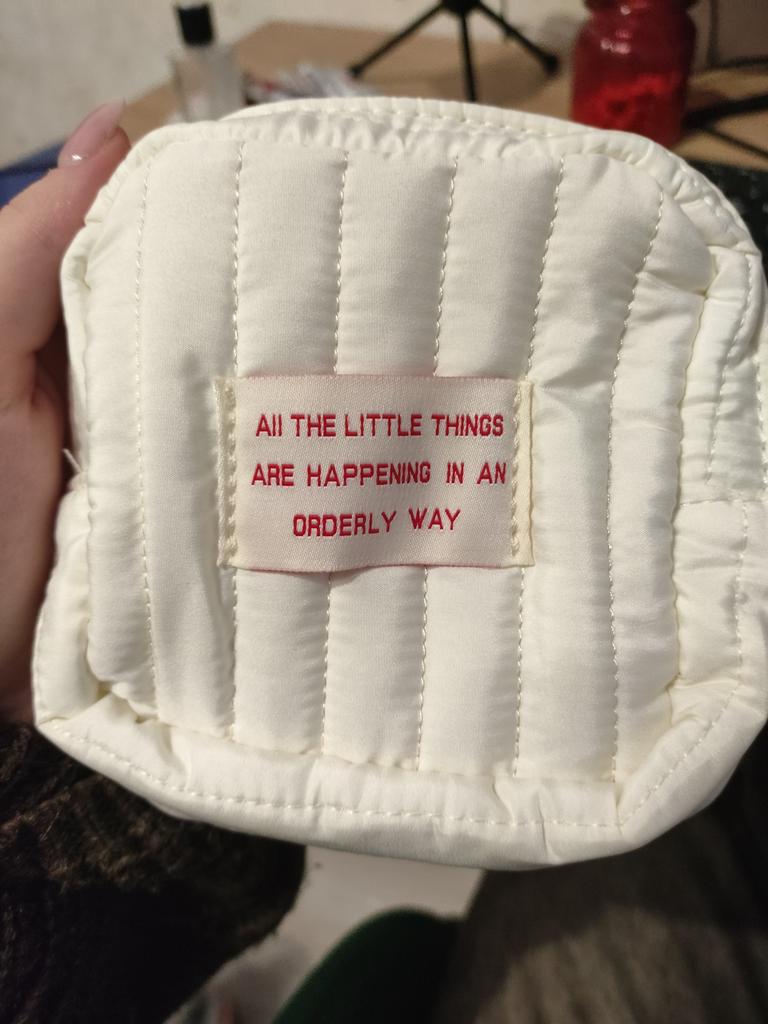 All THE LITTLE THINGS
ARE HAPPENING IN AN
ORDERLY WAY